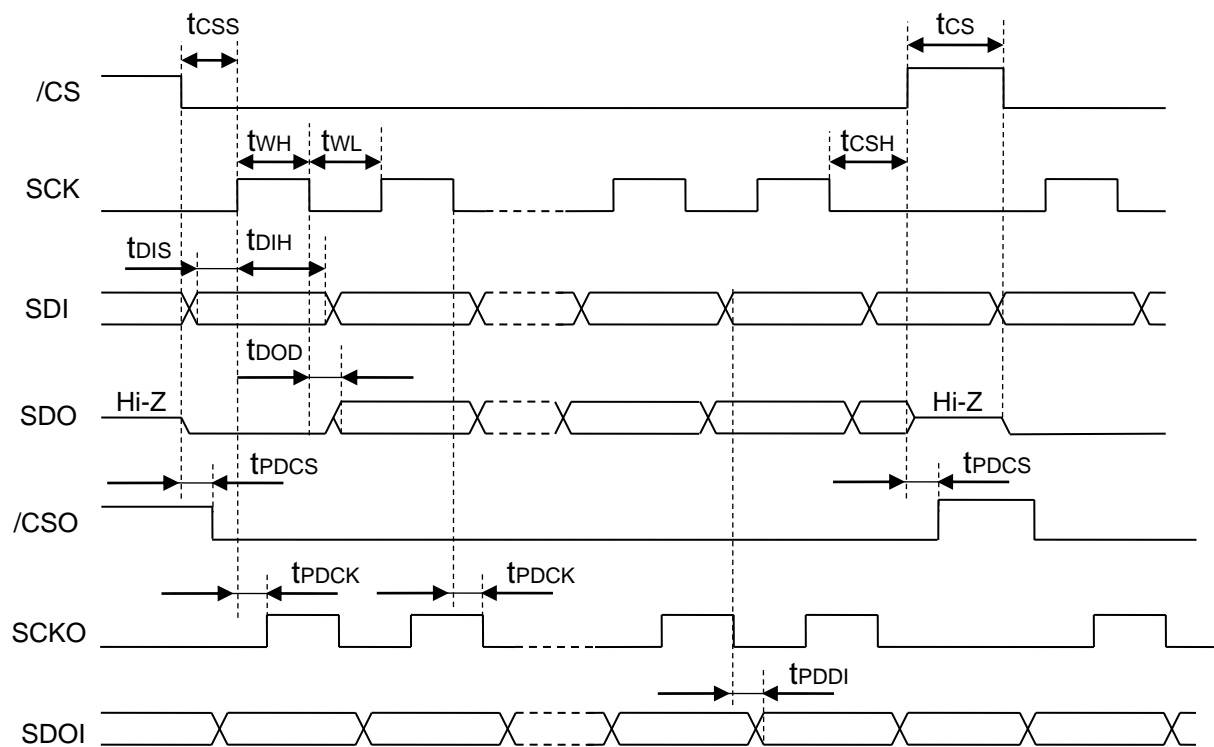 tCSS
tCS
/CS
tWH
tWL
tCSH
SCK
tDIS
tDIH
SDI
tDOD
Hi-Z
Hi-Z
SDO
tPDCS
tPDCS
/CSO
tPDCK
tPDCK
SCKO
tPDDI
SDOI